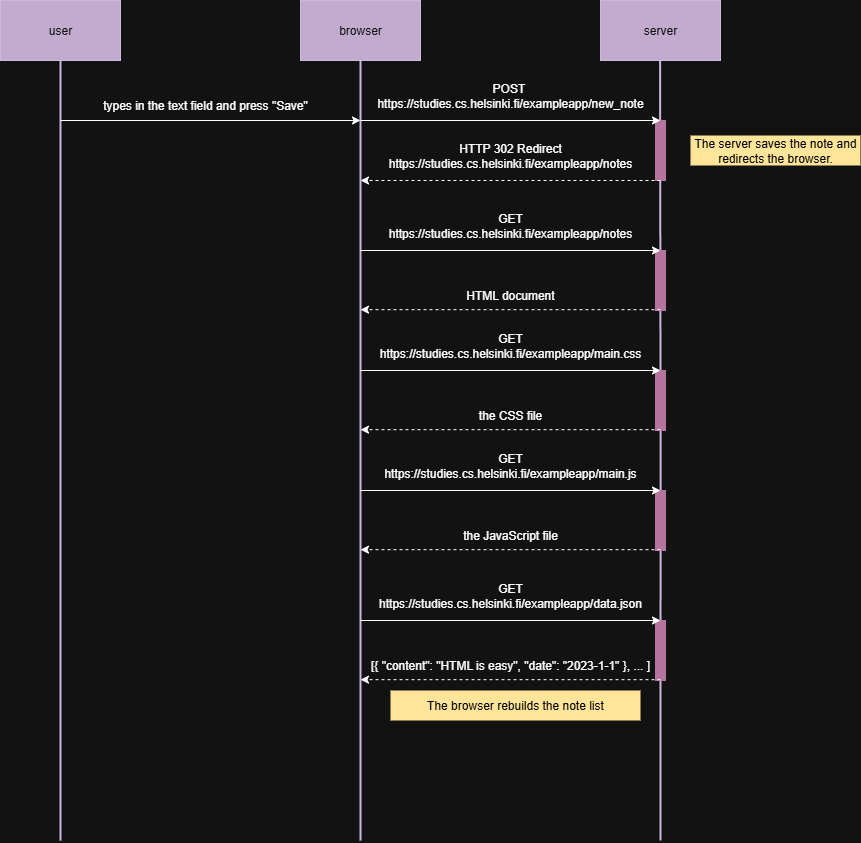 user
browser
server
types in the text field and press "Save"
POST
https://studies.cs.helsinki.fi/exampleapp/new_note
HTTP 302 Redirect
https://studies.cs.helsinki.fi/exampleapp/notes
The server saves the note and
redirects the browser.
GET
https://studies.cs.helsinki.fi/exampleapp/notes
HTML document
GET
https://studies.cs.helsinki.fi/exampleapp/main.css
the CSS file
GET
https://studies.cs.helsinki.fi/exampleapp/main.js
the JavaScript file
GET
https://studies.cs.helsinki.fi/exampleapp/data.json
[{ "content": "HTML is easy", "date": "2023-1-1" }, ... ]
The browser rebuilds the note list